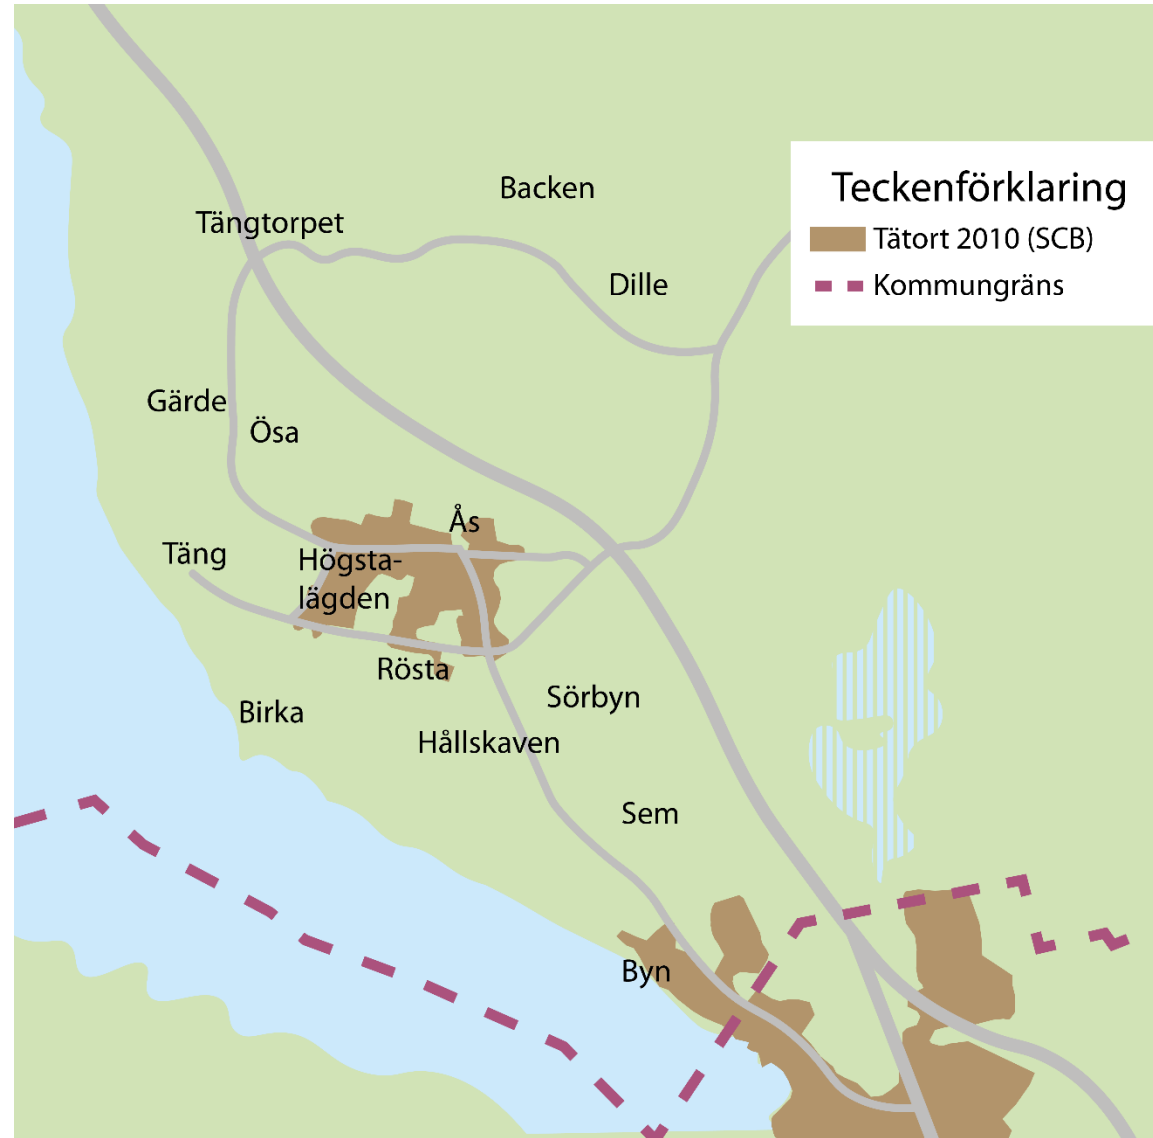 Backen
Teckenförklaring
Tängtorpet
Tätort 2010 (SCB)
Dille
Kommungräns
Gärde
Ösa
Ås
Täng
Högsta-
lägden
Rösta
Sörbyn
Birka
Hållskaven
Sem
Byn